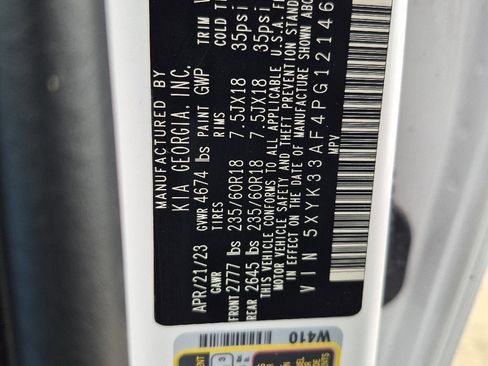 MANUFACTURED BY
KIA GEORGIA, INC.
APR/21/23 GVWR 4674 lbs PAINT GWP TRIM
GAWR TIRES RIMS COLD
FRONT 2777 lbs 235/60R18 7.5JX18 35psi
REAR 2645 lbs 235/60R18 7.5JX18 35psi
THIS VEHICLE CONFORMS TO ALL APPLICABLE U.S.A. FE
MOTOR VEHICLE SAFETY AND THEFT PREVENTION STAND
IN EFFECT ON THE DATE OF MANUFACTURE SHOWN ABO
VIN 5XYK33AF4PG12146
MPV
W410